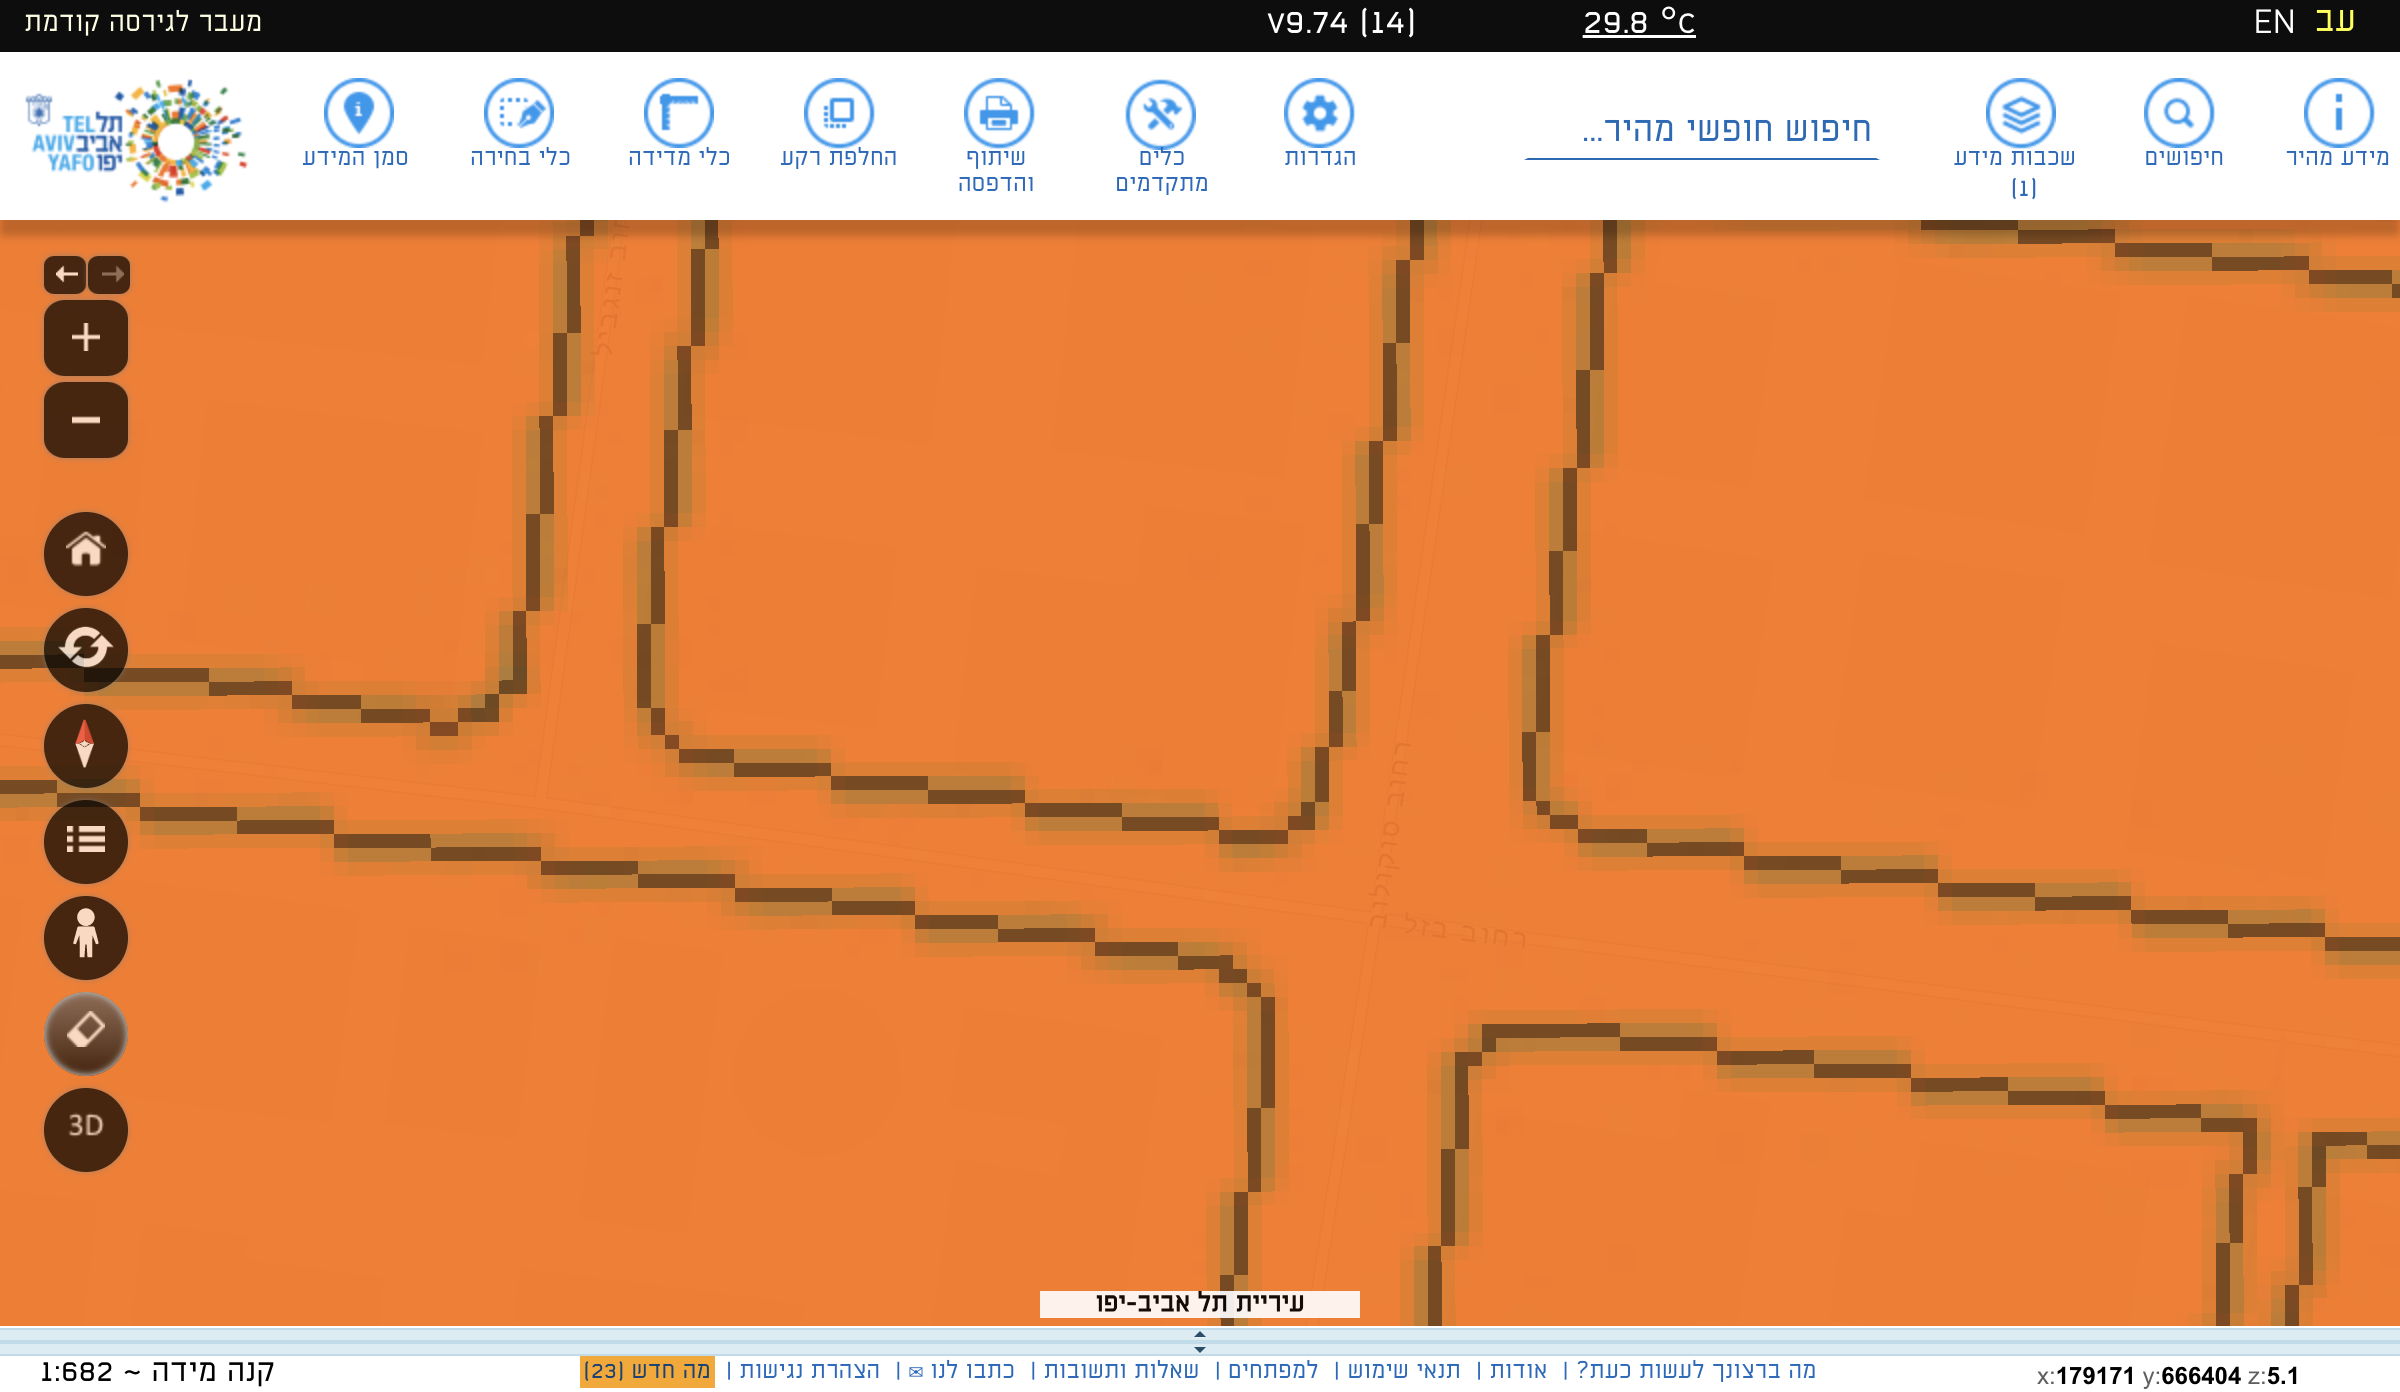 עב EN
29.8 °C
V9.74 (14)
מעבר לגירסה קודמת
מידע מהיר
חיפושים
שכבות מידע
(1)
חיפוש חופשי מהיר...
הגדרות
כלים
מתקדמים
שיתוף
והדפסה
החלפת רקע
כלי מדידה
כלי בחירה
סמן המידע
תל TEL
אביב AVIV
יפו YAFO
זנגביל
רחוב סוקולוב
רחוב בזל
3D
עיריית תל אביב-יפו
מה ברצונך לעשות כעת? | אודות | תנאי שימוש | למפתחים | שאלות ותשובות | כתבו לנו ✉ | הצהרת נגישות | מה חדש (23)
קנה מידה ~ 1:682
x:179171 y:666404 z:5.1